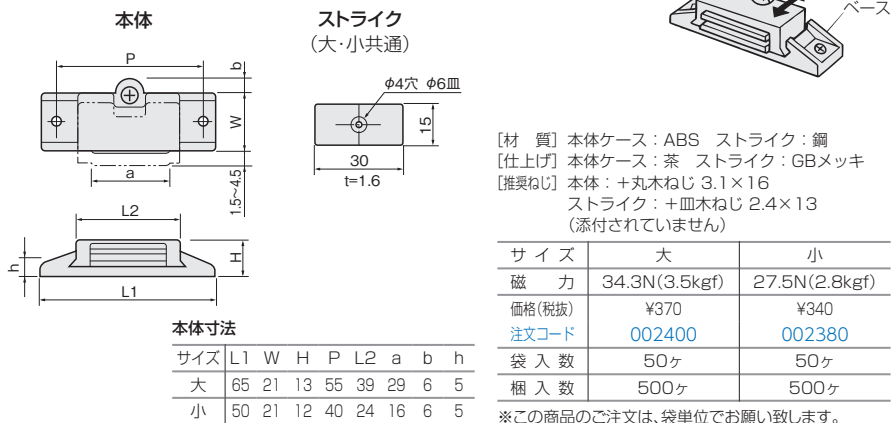 本体
ストライク
（大・小共通）
ベース
P
b
W
a
1.5~4.5
φ4穴 φ6皿
15
30
t=1.6
L2
h
H
L1
[材　質] 本体ケース：ABS　ストライク：鋼
[仕上げ] 本体ケース：茶　ストライク：GBメッキ
[推奨ねじ] 本体：＋丸木ねじ 3.1×16
ストライク：＋皿木ねじ 2.4×13
（添付されていません）
サイズ 大 小
磁　力 34.3N(3.5kgf) 27.5N(2.8kgf)
価格(税抜) ¥370 ¥340
注文コード 002400 002380
袋入数 50ヶ 50ヶ
梱入数 500ヶ 500ヶ
※この商品のご注文は、袋単位でお願い致します。
本体寸法
サイズ L1 W H P L2 a b h
大 65 21 13 55 39 29 6 5
小 50 21 12 40 24 16 6 5